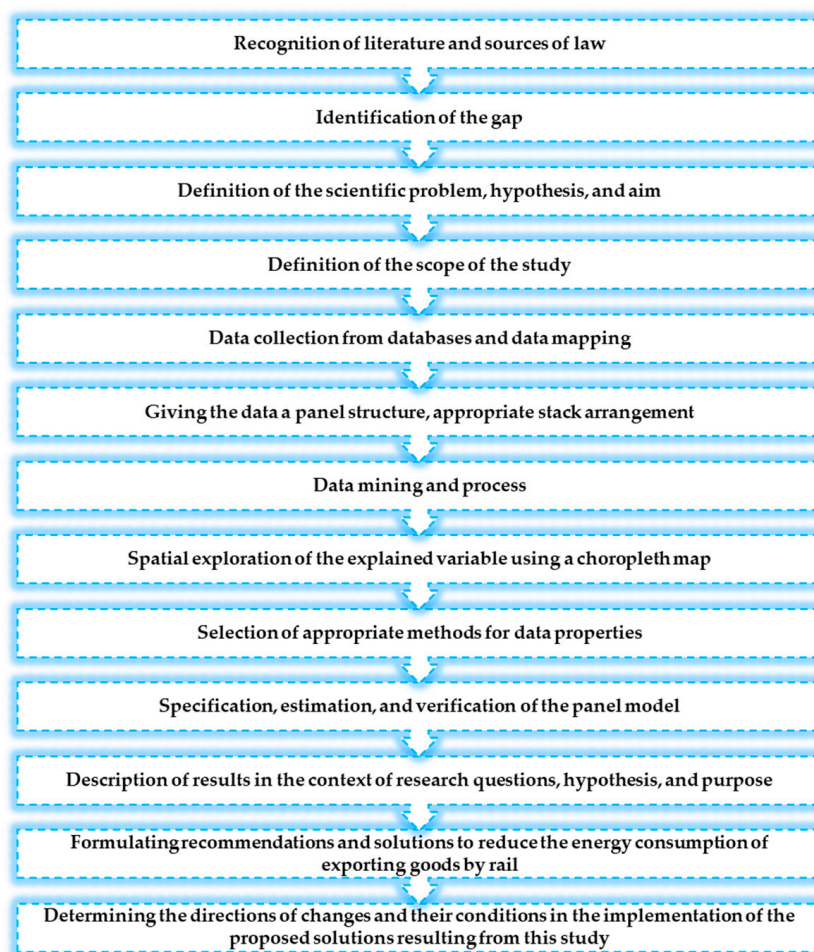 Recognition of literature and sources of law
Identification of the gap
Definition of the scientific problem, hypothesis, and aim
Definition of the scope of the study
Data collection from databases and data mapping
Giving the data a panel structure, appropriate stack arrangement
Data mining and process
Spatial exploration of the explained variable using a choropleth map
Selection of appropriate methods for data properties
Specification, estimation, and verification of the panel model
Description of results in the context of research questions, hypothesis, and purpose
Formulating recommendations and solutions to reduce the energy consumption of
exporting goods by rail
Determining the directions of changes and their conditions in the implementation of the
proposed solutions resulting from this study